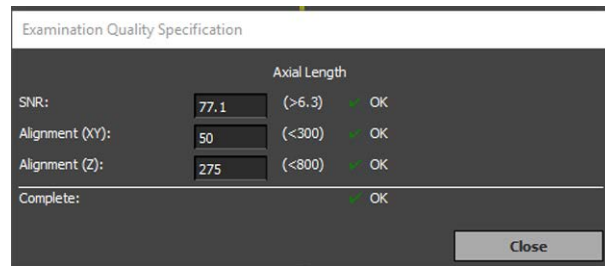 Examination Quality Specification
Axial Length
SNR: 77.1 (>6.3) OK
Alignment (XY): 50 (<300) OK
Alignment (Z): 275 (<800) OK
Complete: OK
Close